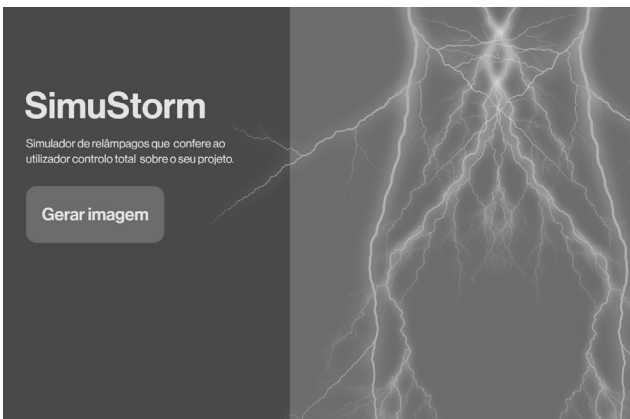 SimuStorm
Simulador de relâmpagos que confere ao
utilizador controlo total sobre o seu projeto.
Gerar imagem